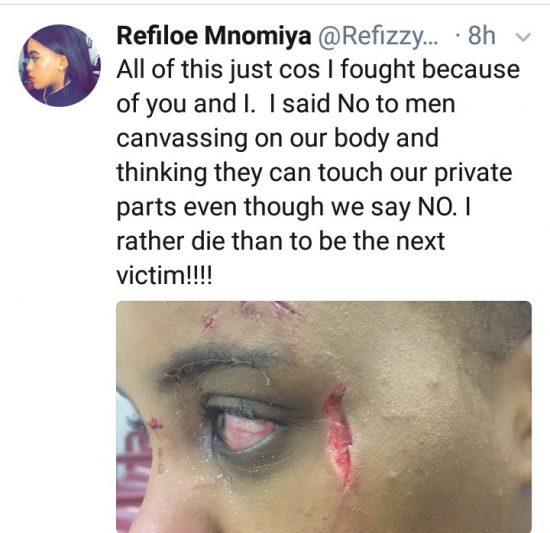 Refiloe Mnomiya @Refizzy... · 8h
All of this just cos I fought because
of you and I.  I said No to men
canvassing on our body and
thinking they can touch our private
parts even though we say NO. I
rather die than to be the next
victim!!!!